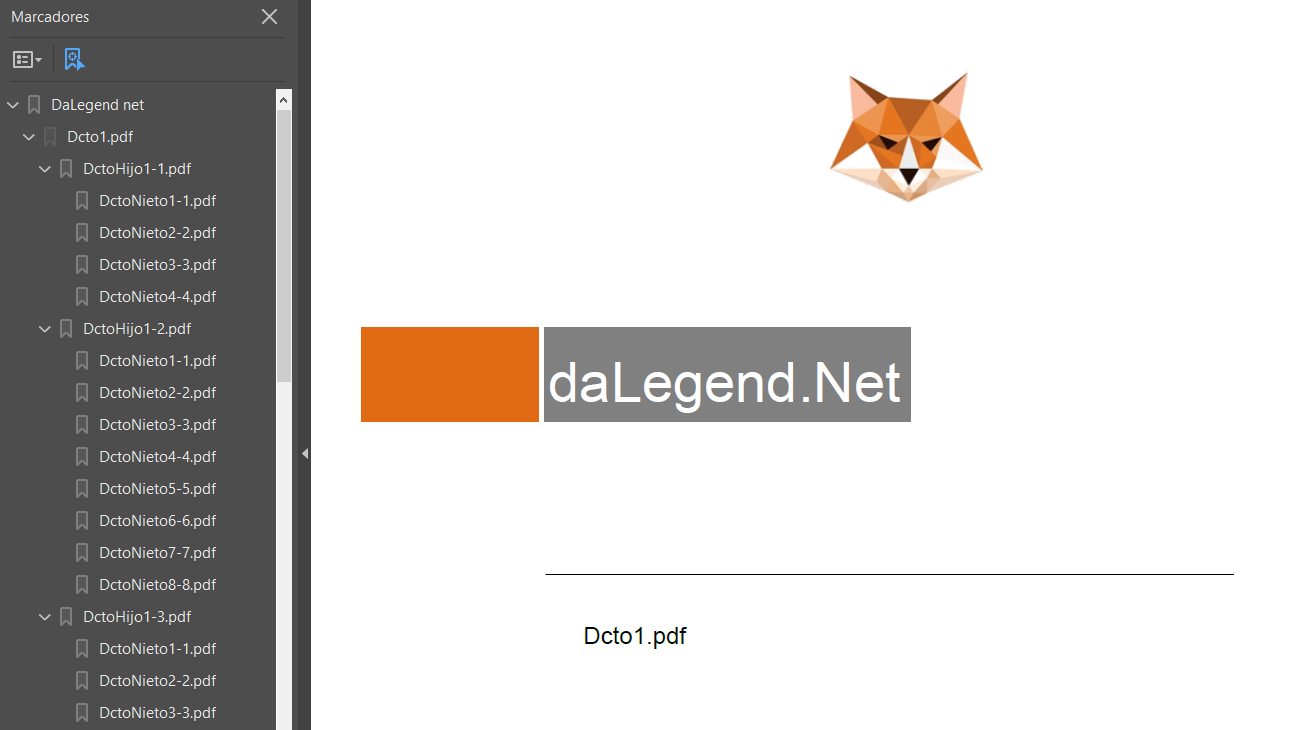 Marcadores
DaLegend net
Dcto1.pdf
DctoHijo1-1.pdf
DctoNieto1-1.pdf
DctoNieto2-2.pdf
DctoNieto3-3.pdf
DctoNieto4-4.pdf
DctoHijo1-2.pdf
DctoNieto1-1.pdf
DctoNieto2-2.pdf
DctoNieto3-3.pdf
DctoNieto4-4.pdf
DctoNieto5-5.pdf
DctoNieto6-6.pdf
DctoNieto7-7.pdf
DctoNieto8-8.pdf
DctoHijo1-3.pdf
DctoNieto1-1.pdf
DctoNieto2-2.pdf
DctoNieto3-3.pdf
daLegend.Net
Dcto1.pdf